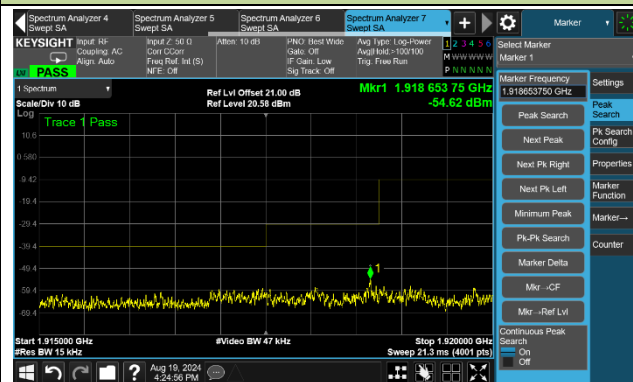 Spectrum Analyzer 4
Swept SA
Spectrum Analyzer 5
Swept SA
Spectrum Analyzer 6
Swept SA
Spectrum Analyzer 7
Swept SA
Marker
KEYSIGHT
Input: RF
Coupling: AC
Align: Auto
Input Z: 50 Ω
Corr CCorr
Freq Ref: Int (S)
NFE: Off
Atten: 10 dB
PNO: Best Wide
Gate: Off
IF Gain: Low
Sig Track: Off
Avg Type: Log-Power
Avg|Hold:>100/100
Trig: Free Run
1 2 3 4 5 6
M W W W W W
P N N N N N
PASS
Select Marker
Marker 1
1 Spectrum
Scale/Div 10 dB
Log
Ref Lvl Offset 21.00 dB
Ref Level 20.58 dBm
Mkr1 1.918 653 75 GHz
-54.62 dBm
Trace 1 Pass
10.6
0.580
-9.42
-19.4
-29.4
-39.4
-49.4
-59.4
-69.4
1
Start 1.915000 GHz
#Res BW 15 kHz
#Video BW 47 kHz
Stop 1.920000 GHz
Sweep 21.3 ms (4001 pts)
Marker Frequency
1.918653750 GHz
Peak Search
Next Peak
Next Pk Right
Next Pk Left
Minimum Peak
Pk-Pk Search
Marker Delta
Mkr→CF
Mkr→Ref Lvl
Continuous Peak
Search
On
Off
Settings
Peak
Search
Pk Search
Config
Properties
Marker
Function
Marker→
Counter
?
Aug 19, 2024
4:24:56 PM